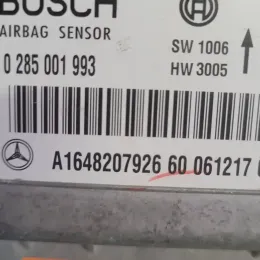 BOSCH
AIRBAG SENSOR
SW 1006
0 285 001 993
HW 3005
A1648207926 60 061217